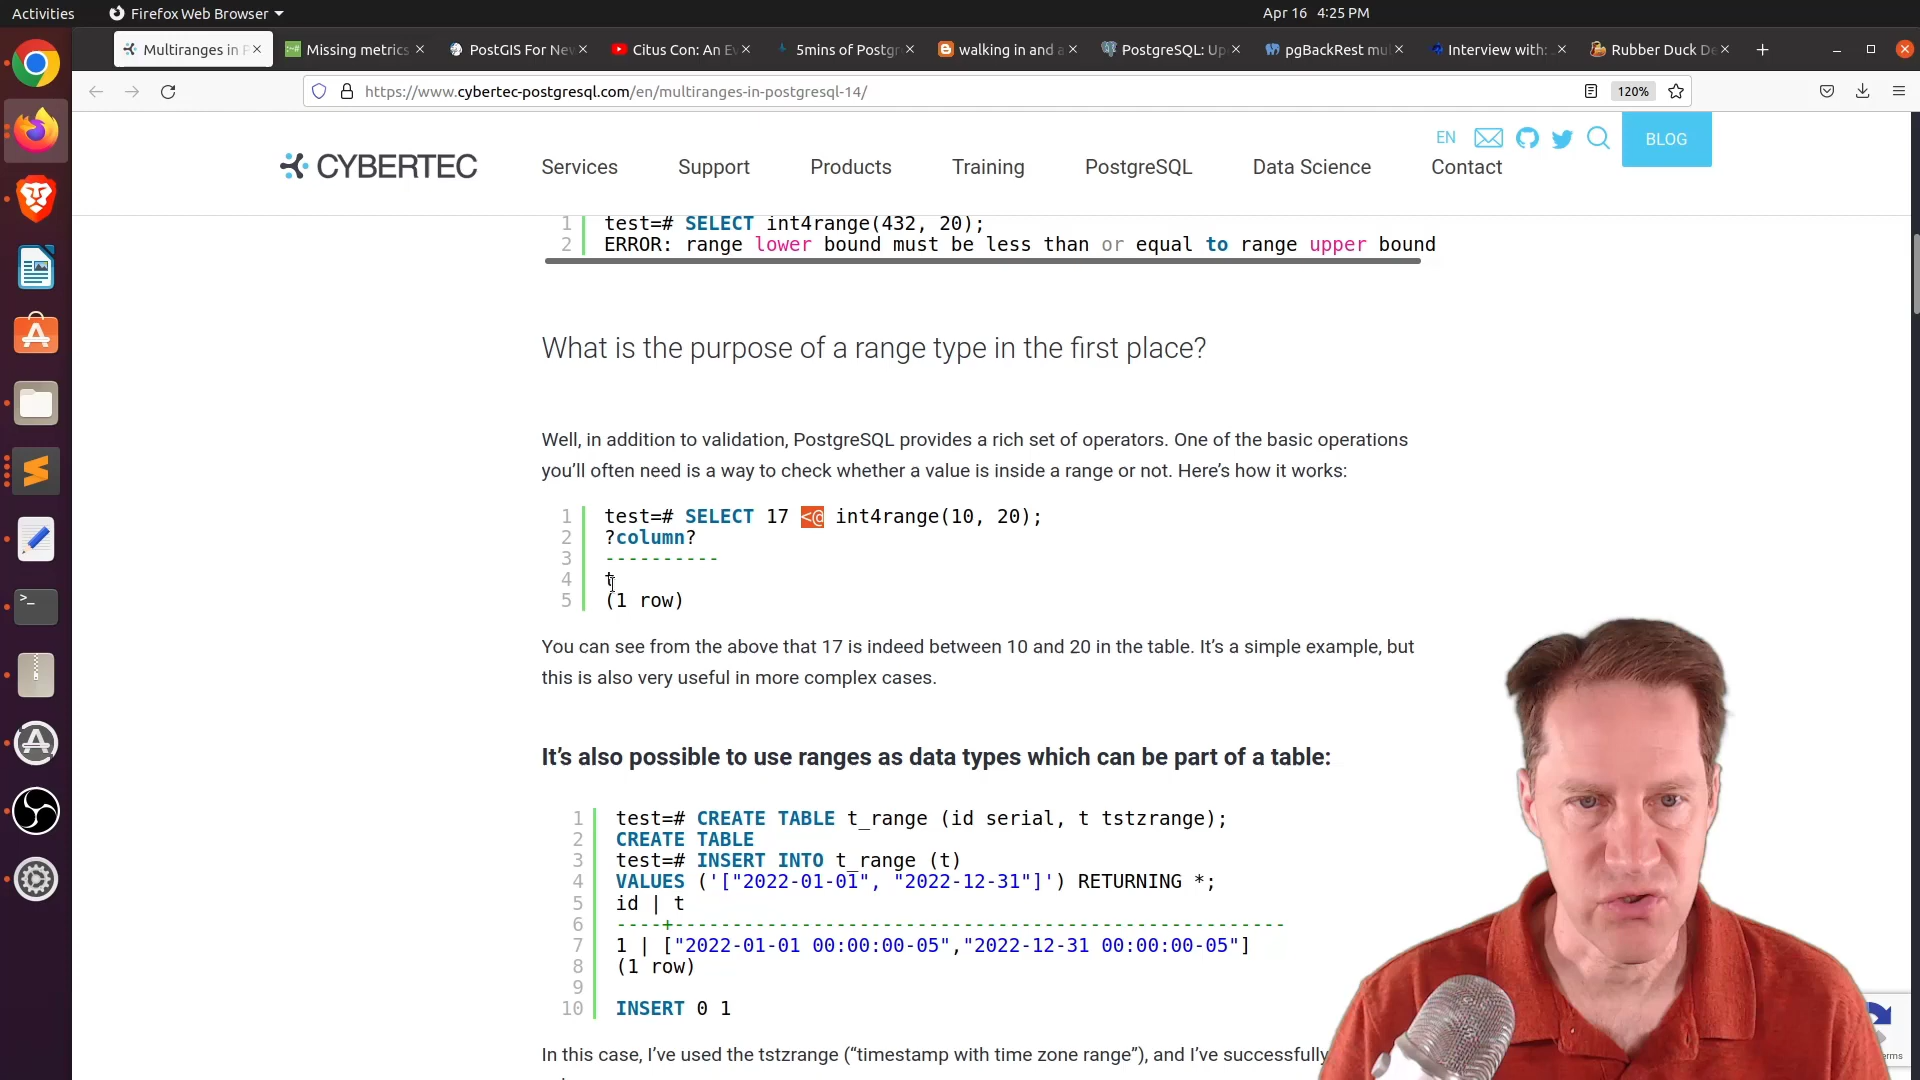 Activities
Firefox Web Browser
Apr 16 4:25 PM
Multiranges in P
Missing metrics
PostGIS For New
Citus Con: An Ev
5mins of Postgr
walking in and a
PostgreSQL: Up
pgBackRest mul
Interview with:
Rubber Duck De
https://www.cybertec-postgresql.com/en/multiranges-in-postgresql-14/
120%
EN
BLOG
CYBERTEC
Services
Support
Products
Training
PostgreSQL
Data Science
Contact
1 test=# SELECT int4range(432, 20);
2 ERROR: range lower bound must be less than or equal to range upper bound
What is the purpose of a range type in the first place?
Well, in addition to validation, PostgreSQL provides a rich set of operators. One of the basic operations
you'll often need is a way to check whether a value is inside a range or not. Here's how it works:
1 test=# SELECT 17 <@ int4range(10, 20);
2 ?column?
3 ----------
4 t
5 (1 row)
You can see from the above that 17 is indeed between 10 and 20 in the table. It's a simple example, but
this is also very useful in more complex cases.
It's also possible to use ranges as data types which can be part of a table:
1 test=# CREATE TABLE t_range (id serial, t tstzrange);
2 CREATE TABLE
3 test=# INSERT INTO t_range (t)
4 VALUES ('["2022-01-01", "2022-12-31"]') RETURNING *;
5 id | t
6 ----+-----------------------------------------------------
7 1 | ["2022-01-01 00:00:00-05","2022-12-31 00:00:00-05"]
8 (1 row)
9
10 INSERT 0 1
In this case, I've used the tstzrange ("timestamp with time zone range"), and I've successfully